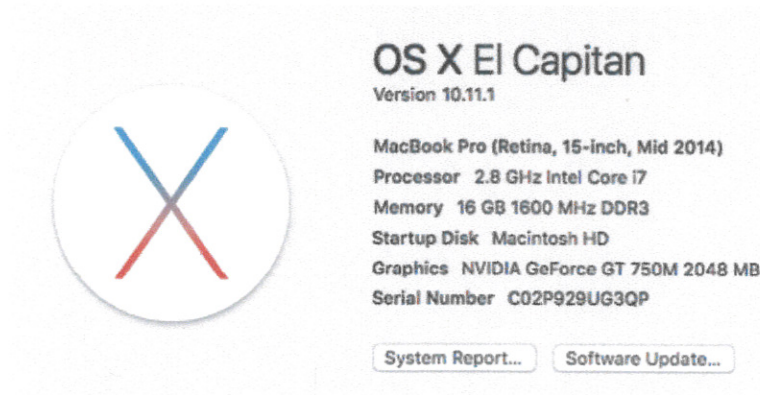 OS X El Capitan
Version 10.11.1
MacBook Pro (Retina, 15-inch, Mid 2014)
Processor 2.8 GHz Intel Core i7
Memory 16 GB 1600 MHz DDR3
Startup Disk Macintosh HD
Graphics NVIDIA GeForce GT 750M 2048 MB
Serial Number C02P929UG3QP
System Report... Software Update...